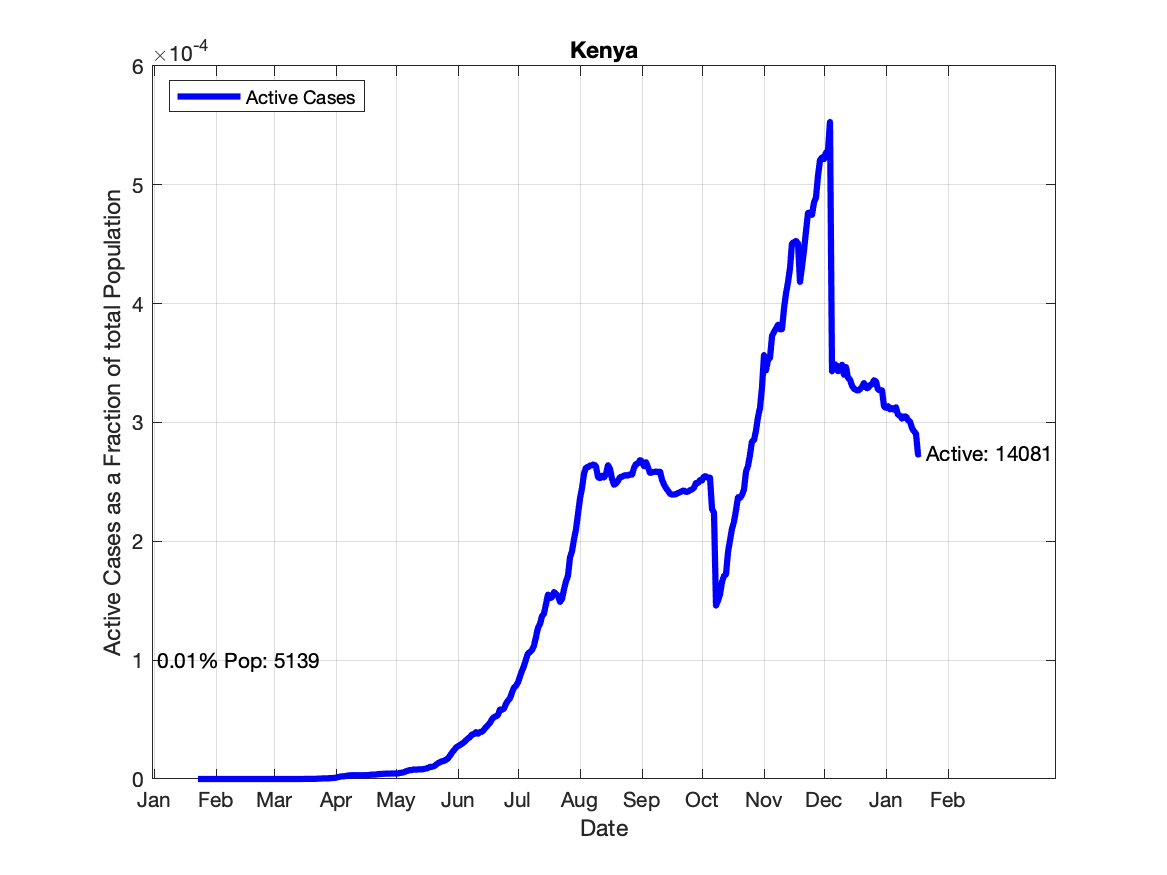 Kenya
×10-4
6
Active Cases
5
4
3
Active: 14081
2
1
0.01% Pop: 5139
0
Active Cases as a Fraction of total Population
Jan Feb Mar Apr May Jun Jul Aug Sep Oct Nov Dec Jan Feb
Date